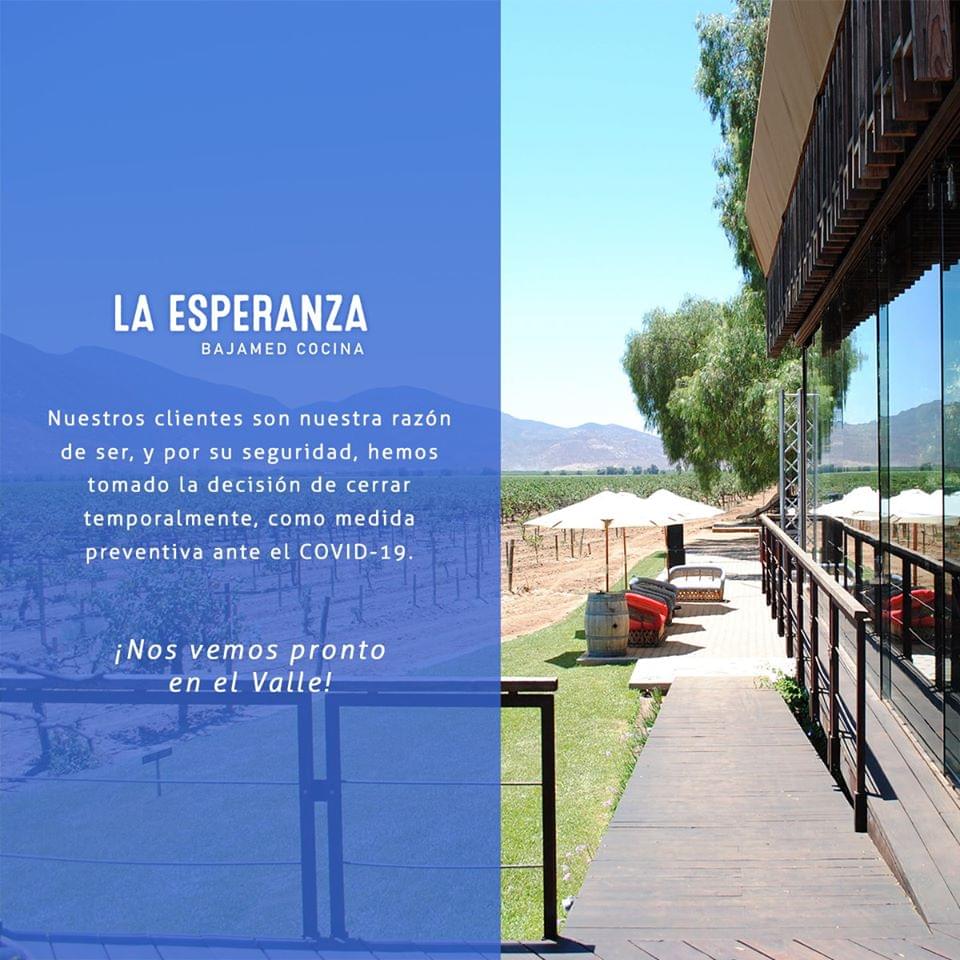 LA ESPERANZA
BAJAMED COCINA
Nuestros clientes son nuestra razón
de ser, y por su seguridad, hemos
tomado la decisión de cerrar
temporalmente, como medida
preventiva ante el COVID-19.
¡Nos vemos pronto
en el Valle!